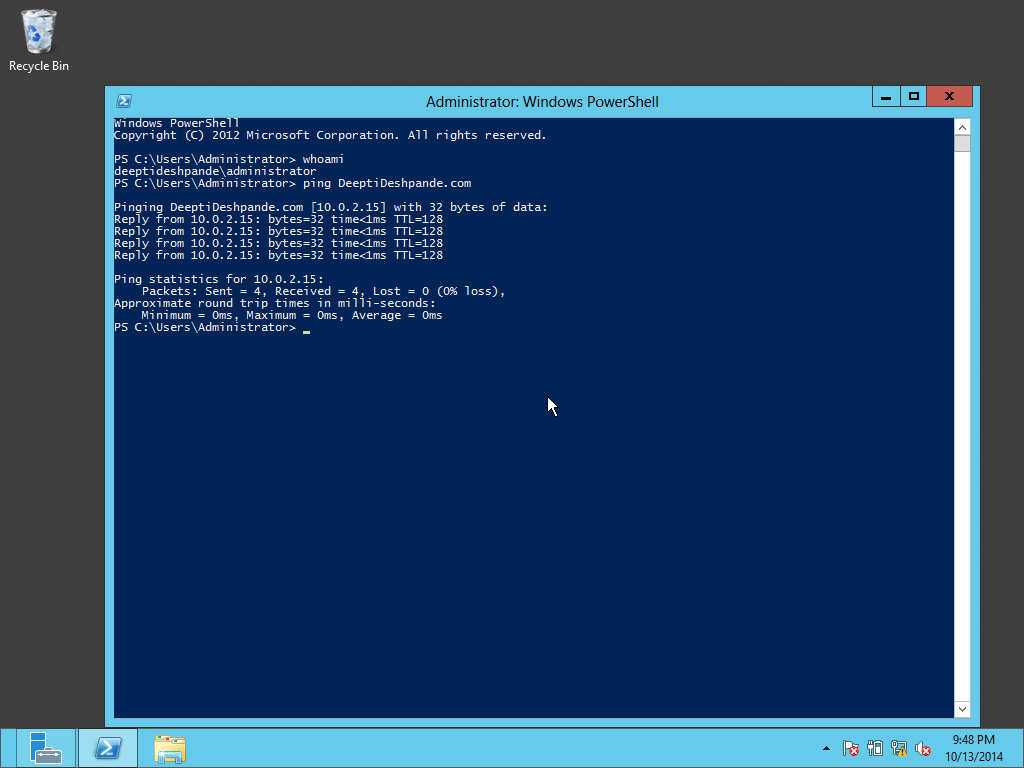 Recycle Bin
Administrator: Windows PowerShell
Windows PowerShell
Copyright (C) 2012 Microsoft Corporation. All rights reserved.
PS C:\Users\Administrator> whoami
deeptideshpande\administrator
PS C:\Users\Administrator> ping DeeptiDeshpande.com
Pinging DeeptiDeshpande.com [10.0.2.15] with 32 bytes of data:
Reply from 10.0.2.15: bytes=32 time<1ms TTL=128
Reply from 10.0.2.15: bytes=32 time<1ms TTL=128
Reply from 10.0.2.15: bytes=32 time<1ms TTL=128
Reply from 10.0.2.15: bytes=32 time<1ms TTL=128
Ping statistics for 10.0.2.15:
    Packets: Sent = 4, Received = 4, Lost = 0 (0% loss),
Approximate round trip times in milli-seconds:
    Minimum = 0ms, Maximum = 0ms, Average = 0ms
PS C:\Users\Administrator> _
9:48 PM
10/13/2014